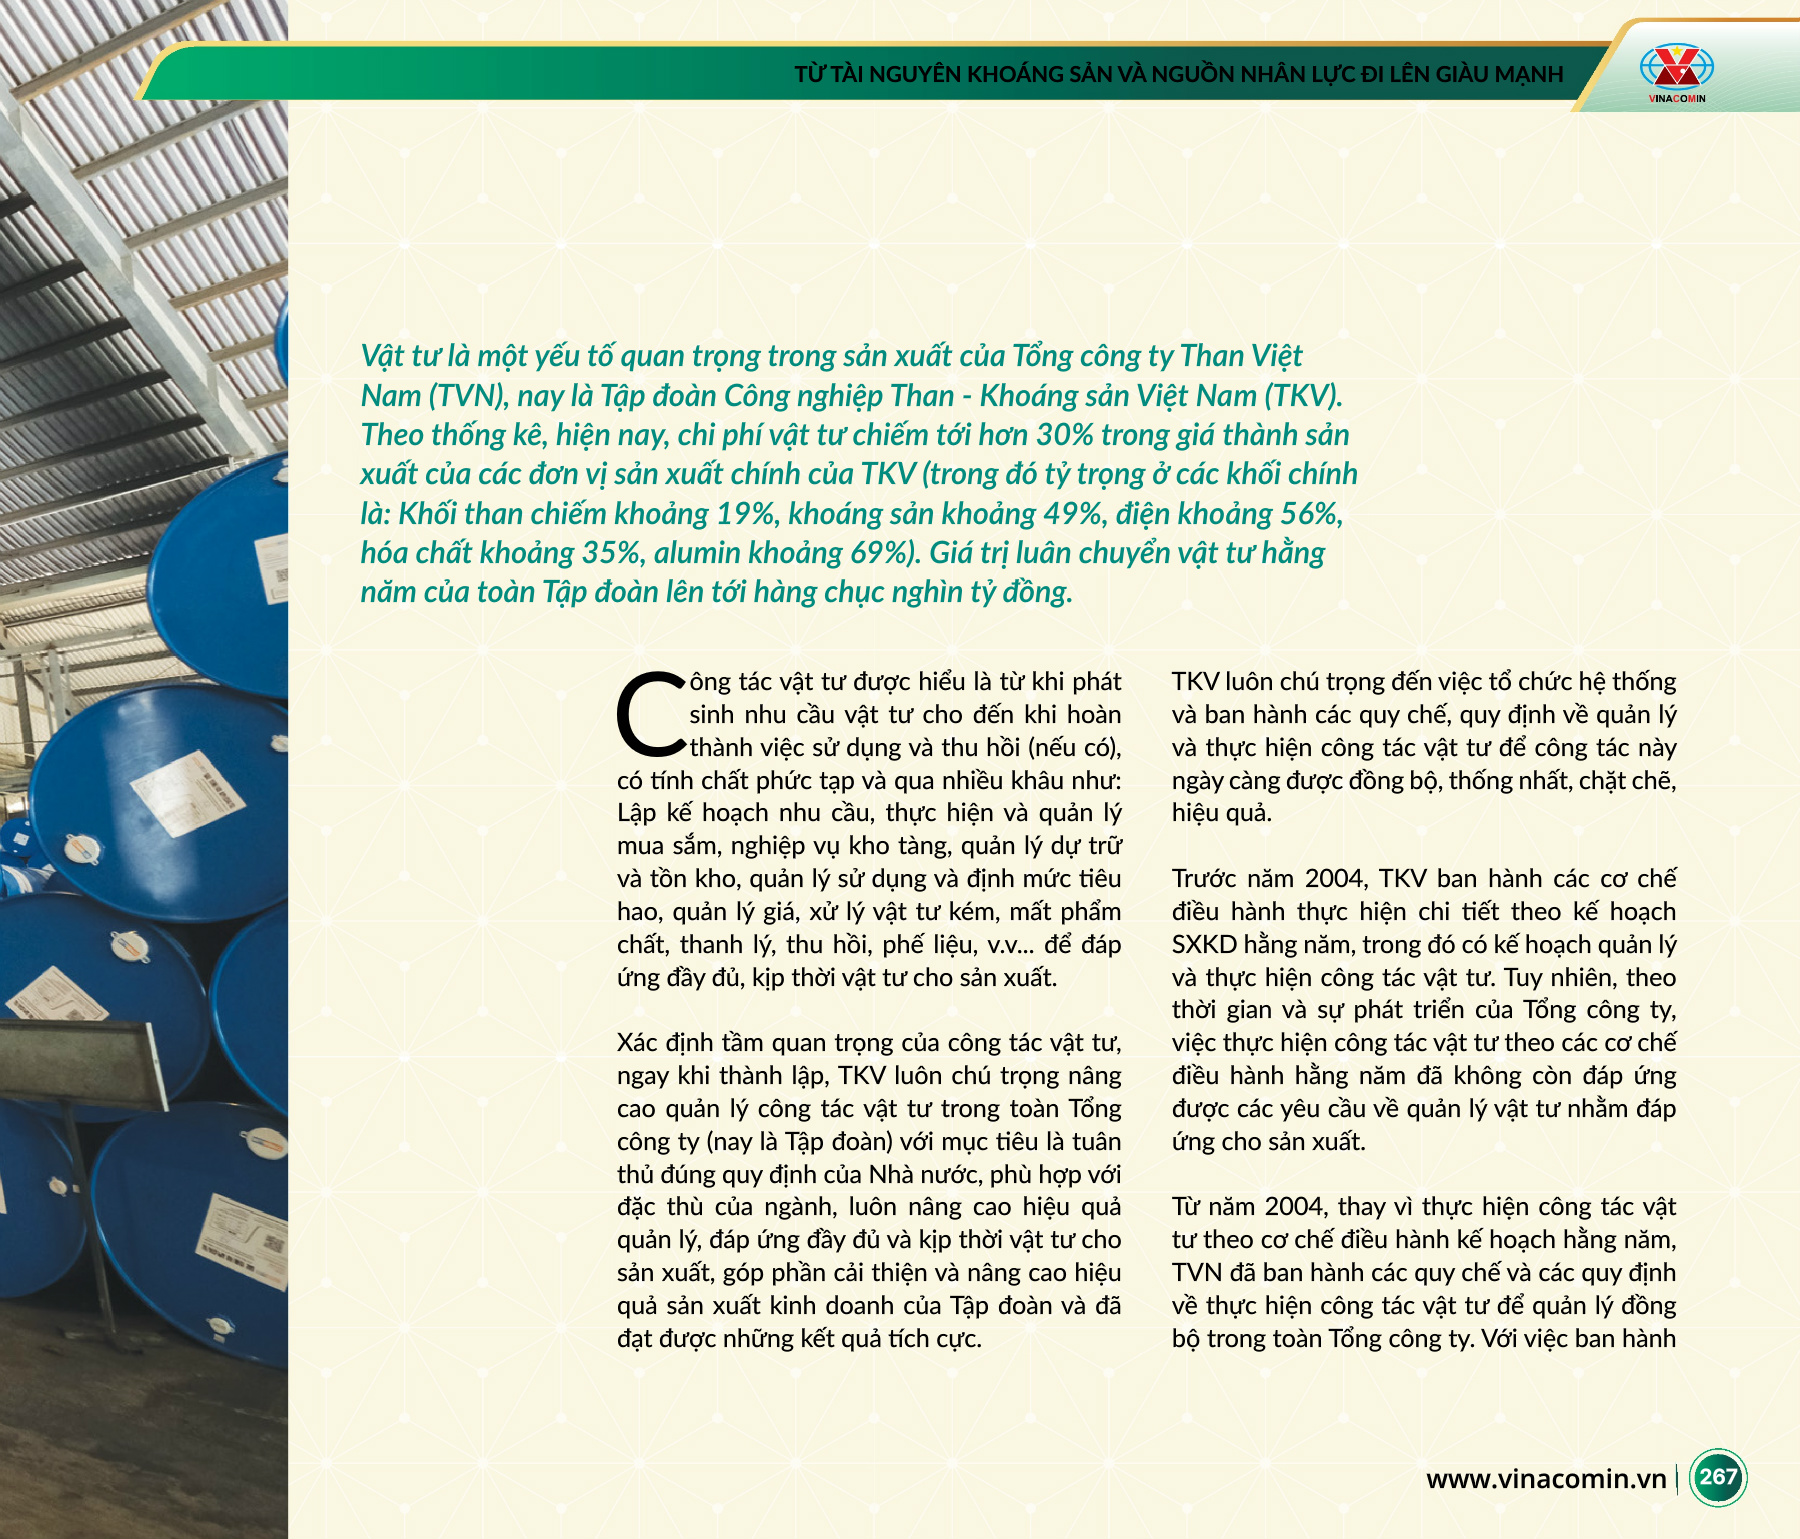 TỪ TÀI NGUYÊN KHOÁNG SẢN VÀ NGUỒN NHÂN LỰC ĐI LÊN GIÀU MẠNH
VINACOMIN
Vật tư là một yếu tố quan trọng trong sản xuất của Tổng công ty Than Việt
Nam (TVN), nay là Tập đoàn Công nghiệp Than - Khoáng sản Việt Nam (TKV).
Theo thống kê, hiện nay, chi phí vật tư chiếm tới hơn 30% trong giá thành sản
xuất của các đơn vị sản xuất chính của TKV (trong đó tỷ trọng ở các khối chính
là: Khối than chiếm khoảng 19%, khoáng sản khoảng 49%, điện khoảng 56%,
hóa chất khoảng 35%, alumin khoảng 69%). Giá trị luân chuyển vật tư hằng
năm của toàn Tập đoàn lên tới hàng chục nghìn tỷ đồng.
Công tác vật tư được hiểu là từ khi phát
sinh nhu cầu vật tư cho đến khi hoàn
thành việc sử dụng và thu hồi (nếu có),
có tính chất phức tạp và qua nhiều khâu như:
Lập kế hoạch nhu cầu, thực hiện và quản lý
mua sắm, nghiệp vụ kho tàng, quản lý dự trữ
và tồn kho, quản lý sử dụng và định mức tiêu
hao, quản lý giá, xử lý vật tư kém, mất phẩm
chất, thanh lý, thu hồi, phế liệu, v.v... để đáp
ứng đầy đủ, kịp thời vật tư cho sản xuất.
Xác định tầm quan trọng của công tác vật tư,
ngay khi thành lập, TKV luôn chú trọng nâng
cao quản lý công tác vật tư trong toàn Tổng
công ty (nay là Tập đoàn) với mục tiêu là tuân
thủ đúng quy định của Nhà nước, phù hợp với
đặc thù của ngành, luôn nâng cao hiệu quả
quản lý, đáp ứng đầy đủ và kịp thời vật tư cho
sản xuất, góp phần cải thiện và nâng cao hiệu
quả sản xuất kinh doanh của Tập đoàn và đã
đạt được những kết quả tích cực.
TKV luôn chú trọng đến việc tổ chức hệ thống
và ban hành các quy chế, quy định về quản lý
và thực hiện công tác vật tư để công tác này
ngày càng được đồng bộ, thống nhất, chặt chẽ,
hiệu quả.
Trước năm 2004, TKV ban hành các cơ chế
điều hành thực hiện chi tiết theo kế hoạch
SXKD hằng năm, trong đó có kế hoạch quản lý
và thực hiện công tác vật tư. Tuy nhiên, theo
thời gian và sự phát triển của Tổng công ty,
việc thực hiện công tác vật tư theo các cơ chế
điều hành hằng năm đã không còn đáp ứng
được các yêu cầu về quản lý vật tư nhằm đáp
ứng cho sản xuất.
Từ năm 2004, thay vì thực hiện công tác vật
tư theo cơ chế điều hành kế hoạch hằng năm,
TVN đã ban hành các quy chế và các quy định
về thực hiện công tác vật tư để quản lý đồng
bộ trong toàn Tổng công ty. Với việc ban hành
www.vinacomin.vn
267